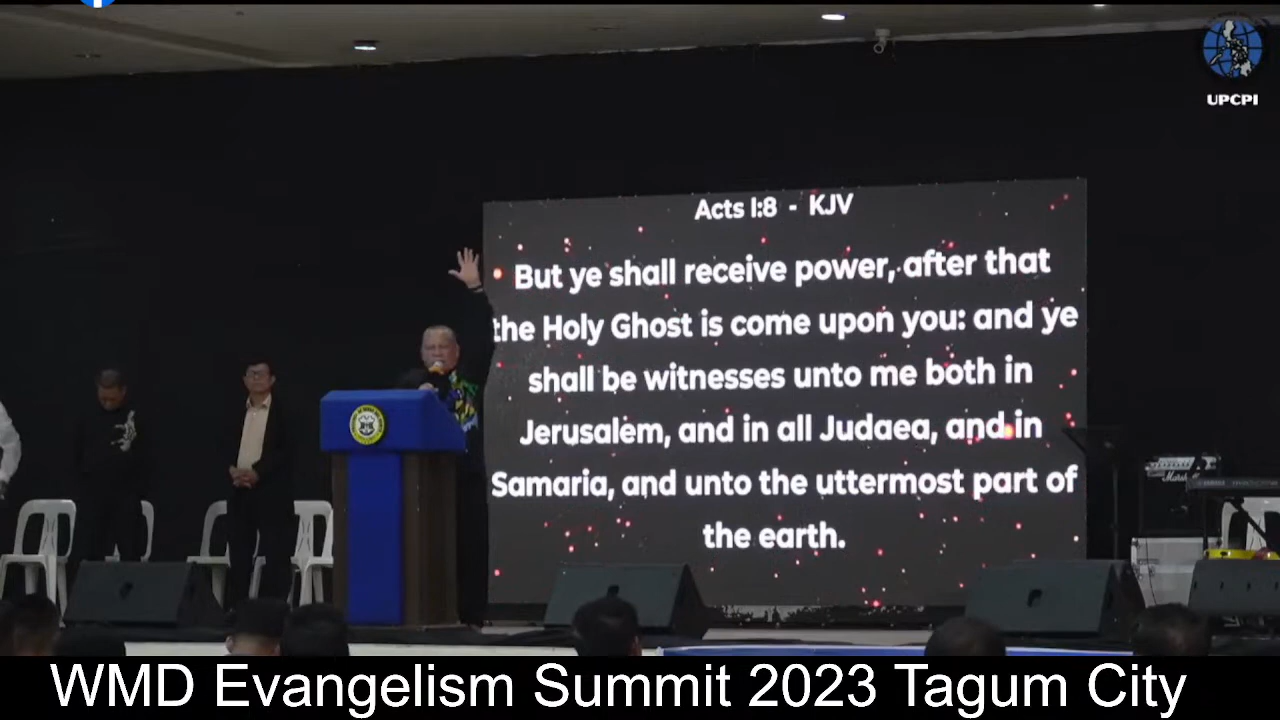 UPCPI
Acts 1:8 - KJV
But ye shall receive power, after that
the Holy Ghost is come upon you: and ye
shall be witnesses unto me both in
Jerusalem, and in all Judaea, and in
Samaria, and unto the uttermost part of
the earth.
Marshall
WMD Evangelism Summit 2023 Tagum City